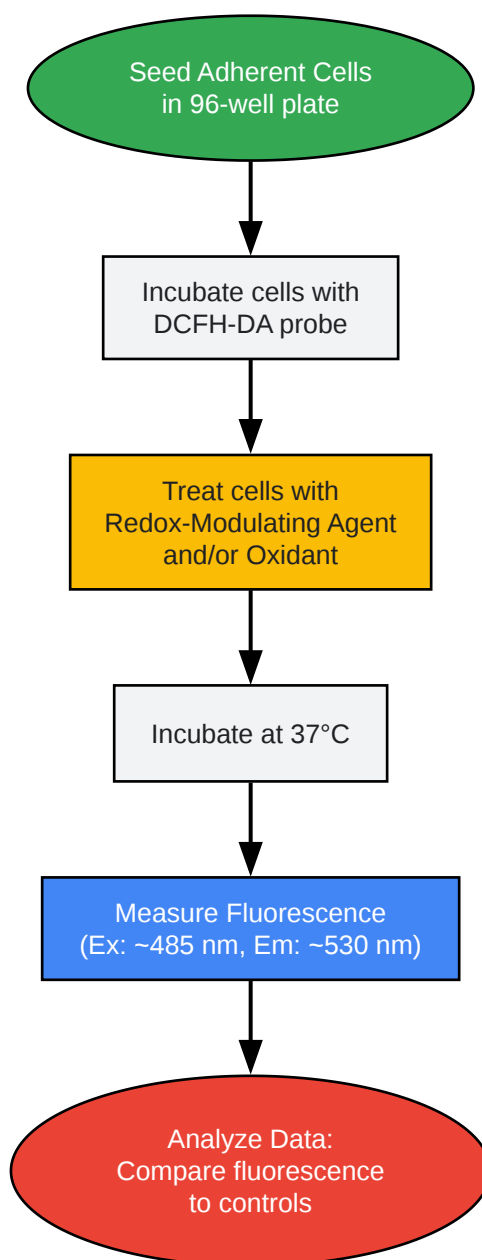 Seed Adherent Cells
in 96-well plate
Incubate cells with
DCFH-DA probe
Treat cells with
Redox-Modulating Agent
and/or Oxidant
Incubate at 37°C
Measure Fluorescence
(Ex: ~485 nm, Em: ~530 nm)
Analyze Data:
Compare fluorescence
to controls